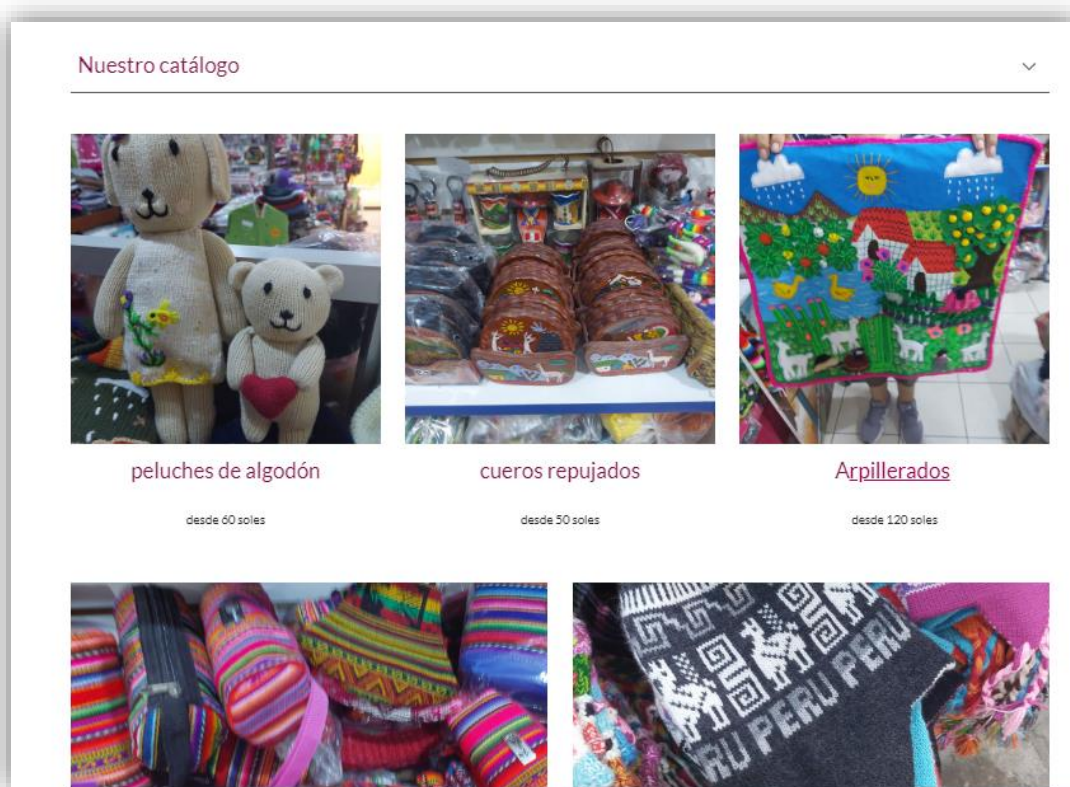 Nuestro catálogo
peluches de algodón
cueros repujados
Arpillerados
desde 60 soles
desde 50 soles
desde 120 soles
RU PERU PERU